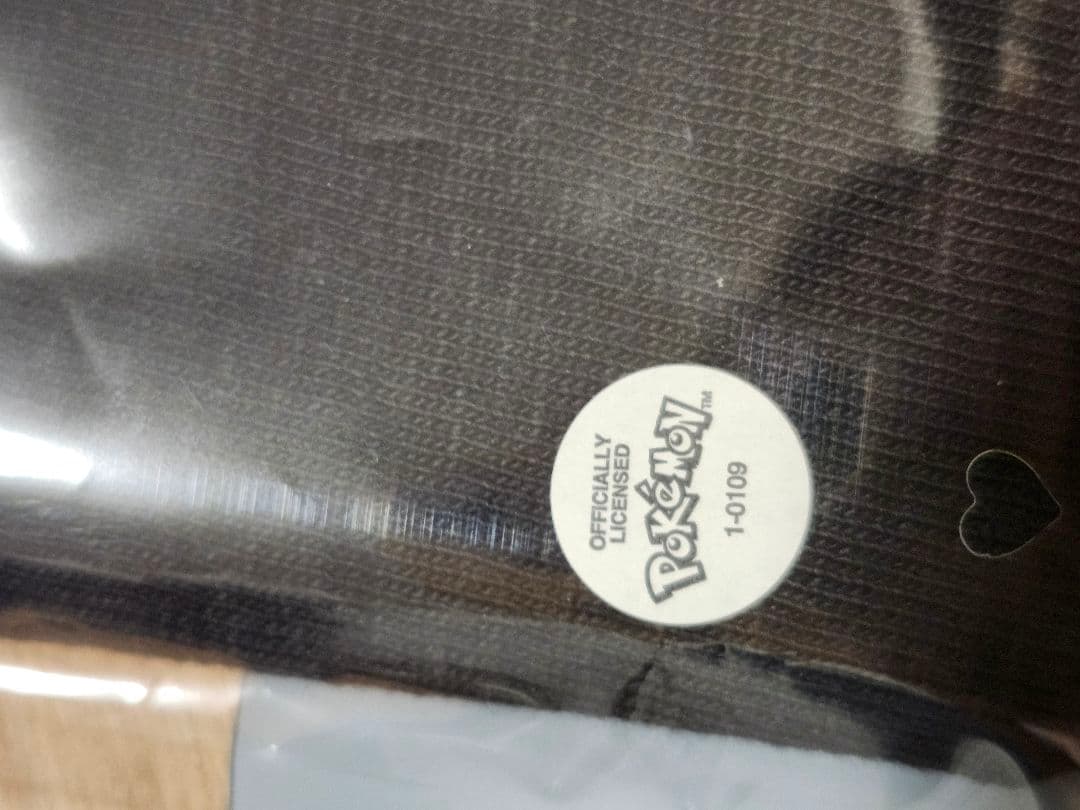 OFFICIALLY
LICENSED
POKéMON™
1-0109